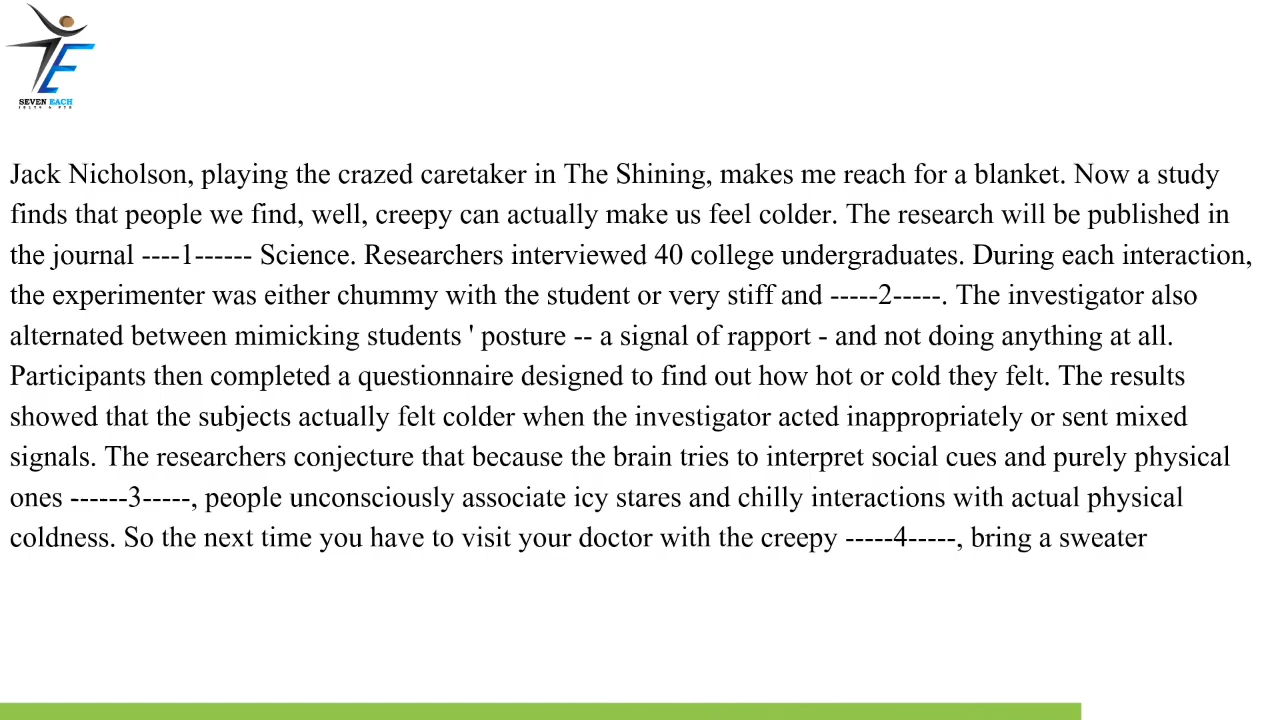 SEVEN EACH
IELTS & PTE
Jack Nicholson, playing the crazed caretaker in The Shining, makes me reach for a blanket. Now a study
finds that people we find, well, creepy can actually make us feel colder. The research will be published in
the journal ----1------ Science. Researchers interviewed 40 college undergraduates. During each interaction,
the experimenter was either chummy with the student or very stiff and -----2-----. The investigator also
alternated between mimicking students ' posture -- a signal of rapport - and not doing anything at all.
Participants then completed a questionnaire designed to find out how hot or cold they felt. The results
showed that the subjects actually felt colder when the investigator acted inappropriately or sent mixed
signals. The researchers conjecture that because the brain tries to interpret social cues and purely physical
ones ------3-----, people unconsciously associate icy stares and chilly interactions with actual physical
coldness. So the next time you have to visit your doctor with the creepy -----4-----, bring a sweater